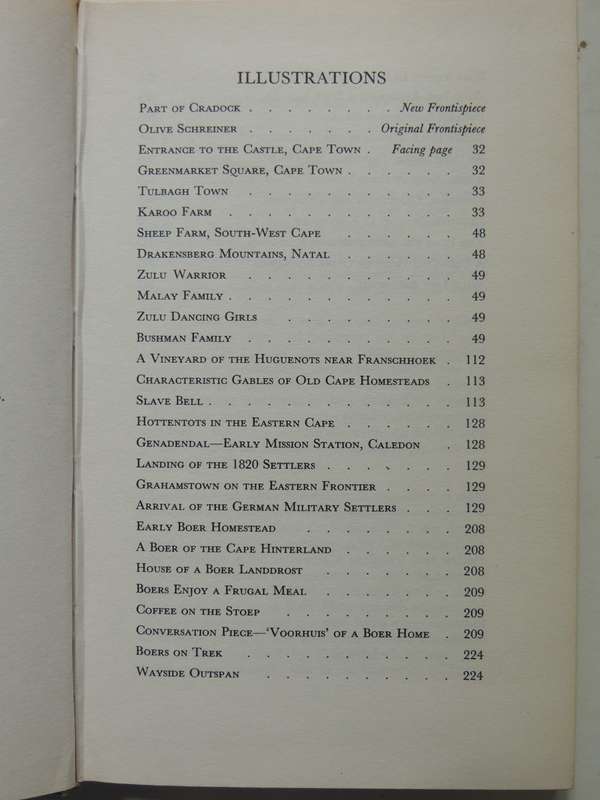 ILLUSTRATIONS
PART OF CRADOCK . . . . . . . . New Frontispiece
OLIVE SCHREINER . . . . . . . Original Frontispiece
ENTRANCE TO THE CASTLE, CAPE TOWN . Facing page 32
GREENMARKET SQUARE, CAPE TOWN . . . . . . 32
TULBAGH TOWN . . . . . . . . . . . 33
KAROO FARM . . . . . . . . . . . . 33
SHEEP FARM, SOUTH-WEST CAPE . . . . . . 48
DRAKENSBERG MOUNTAINS, NATAL . . . . . . 48
ZULU WARRIOR . . . . . . . . . . . 49
MALAY FAMILY . . . . . . . . . . . . 49
ZULU DANCING GIRLS . . . . . . . . . 49
BUSHMAN FAMILY . . . . . . . . . . . 49
A VINEYARD OF THE HUGUENOTS NEAR FRANSCHHOEK . 112
CHARACTERISTIC GABLES OF OLD CAPE HOMESTEADS . 113
SLAVE BELL . . . . . . . . . . . . . 113
HOTTENTOTS IN THE EASTERN CAPE . . . . . . 128
GENADENDAL—EARLY MISSION STATION, CALEDON . 128
LANDING OF THE 1820 SETTLERS . . . . . . . 129
GRAHAMSTOWN ON THE EASTERN FRONTIER . . . . 129
ARRIVAL OF THE GERMAN MILITARY SETTLERS . . . 129
EARLY BOER HOMESTEAD . . . . . . . . 208
A BOER OF THE CAPE HINTERLAND . . . . . . 208
HOUSE OF A BOER LANDDROST . . . . . . . 208
BOERS ENJOY A FRUGAL MEAL . . . . . . . 209
COFFEE ON THE STOEP . . . . . . . . . 209
CONVERSATION PIECE—'VOORHUIS' OF A BOER HOME . 209
BOERS ON TREK . . . . . . . . . . . 224
WAYSIDE OUTSPAN . . . . . . . . . . 224